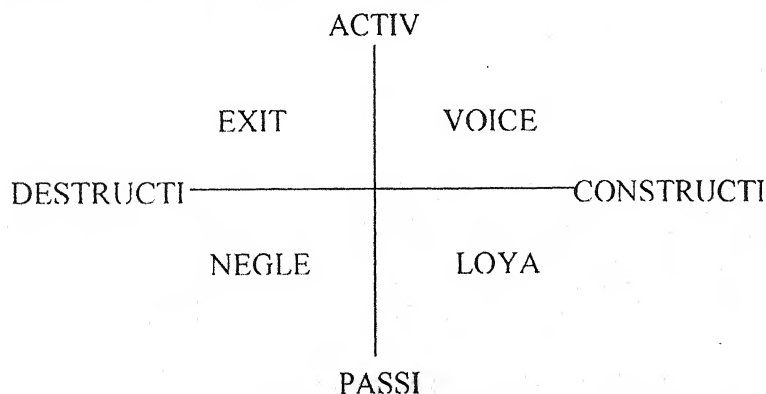 ACTIV
EXIT VOICE
DESTRUCTI CONSTRUCTI
NEGLE LOYA
PASSI